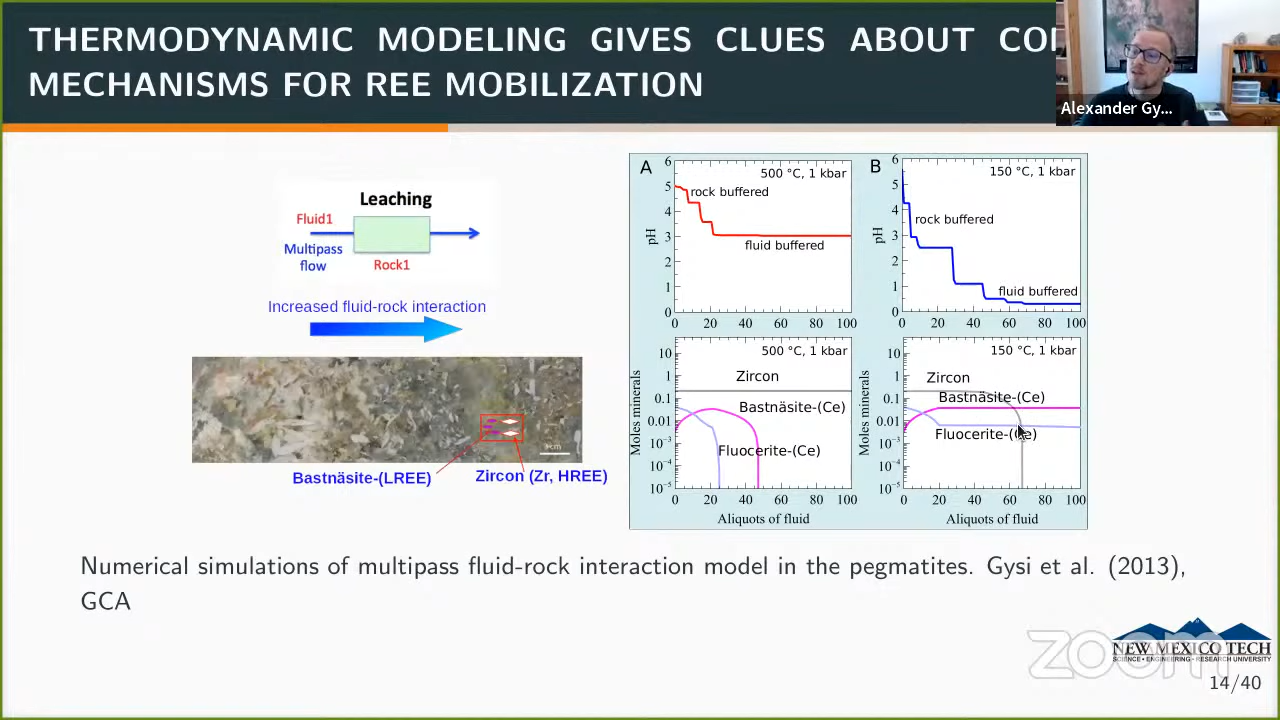 THERMODYNAMIC MODELING GIVES CLUES ABOUT
MECHANISMS FOR REE MOBILIZATION
Alexander Gy...
Leaching
Fluid1
Multipass
flow
Rock1
Increased fluid-rock interaction
1cm
Bastnäsite-(LREE)
Zircon (Zr, HREE)
A
500 °C, 1 kbar
rock buffered
fluid buffered
pH
6
5
4
3
2
1
0
0 20 40 60 80 100
B
150 °C, 1 kbar
rock buffered
fluid buffered
pH
6
5
4
3
2
1
0
0 20 40 60 80 100
500 °C, 1 kbar
Zircon
Bastnäsite-(Ce)
Fluocerite-(Ce)
Moles minerals
10
1
0.1
0.01
10⁻³
10⁻⁴
10⁻⁵
0 20 40 60 80 100
Aliquots of fluid
150 °C, 1 kbar
Zircon
Bastnäsite-(Ce)
Fluocerite-(Ce)
Moles minerals
10
1
0.1
0.01
10⁻³
10⁻⁴
10⁻⁵
0 20 40 60 80 100
Aliquots of fluid
Numerical simulations of multipass fluid-rock interaction model in the pegmatites. Gysi et al. (2013),
GCA
zoom
NEW MEXICO TECH
SCIENCE • ENGINEERING • RESEARCH UNIVERSITY
14/40